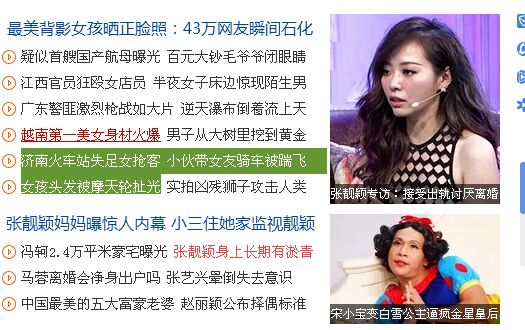 最美背影女孩晒正脸照：43万网友瞬间石化
疑似首艘国产航母曝光 百元大钞毛爷爷闭眼睛
江西官员狂殴女店员 半夜女子床边惊现陌生男
广东警匪激烈枪战如大片 逆天瀑布倒着流上天
越南第一美女身材火爆 男子从大树里挖到黄金
济南火车站失足女抢客 小伙带女友骑车被踹飞
女孩头发被摩天轮扯光 实拍凶残狮子攻击人类
张靓颖妈妈曝惊人内幕 小三住她家监视靓颖
冯轲2.4万平米豪宅曝光 张靓颖身上长期有淤青
马蓉离婚会净身出户吗 张艺兴晕倒失去意识
中国最美的五大富豪老婆 赵丽颖公布择偶标准
张靓颖专访：接受出轨讨厌离婚
宋小宝变白雪公主逼疯金星皇后